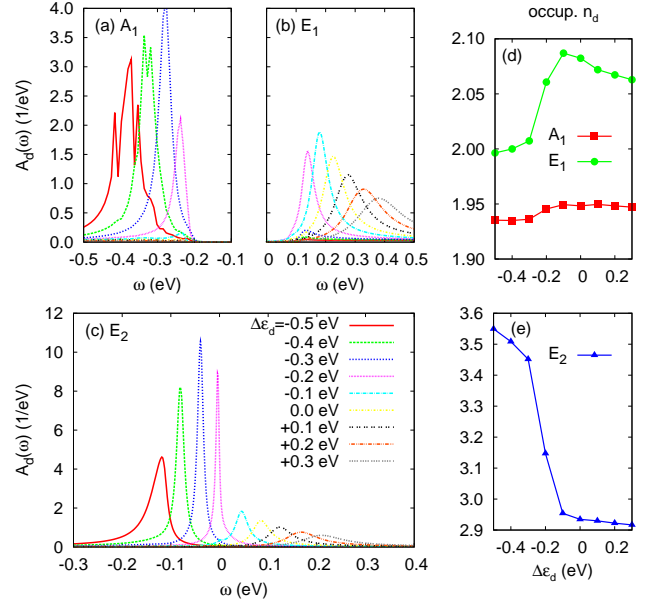 occup. n_d
(a) A_1
(b) E_1
(d)
A_d(ω) (1/eV)
4.0
3.5
3.0
2.5
2.0
1.5
1.0
0.5
0.0
-0.5 -0.4 -0.3 -0.2 -0.1
ω (eV)
0 0.1 0.2 0.3 0.4 0.5
ω (eV)
2.10
2.05
2.00
1.95
1.90
A_1
E_1
-0.4 -0.2 0 0.2
(c) E_2
A_d(ω) (1/eV)
12
10
8
6
4
2
0
Δε_d=-0.5 eV
-0.4 eV
-0.3 eV
-0.2 eV
-0.1 eV
0.0 eV
+0.1 eV
+0.2 eV
+0.3 eV
-0.3 -0.2 -0.1 0 0.1 0.2 0.3 0.4
ω (eV)
(e)
E_2
3.6
3.5
3.4
3.3
3.2
3.1
3.0
2.9
-0.4 -0.2 0 0.2
Δε_d (eV)